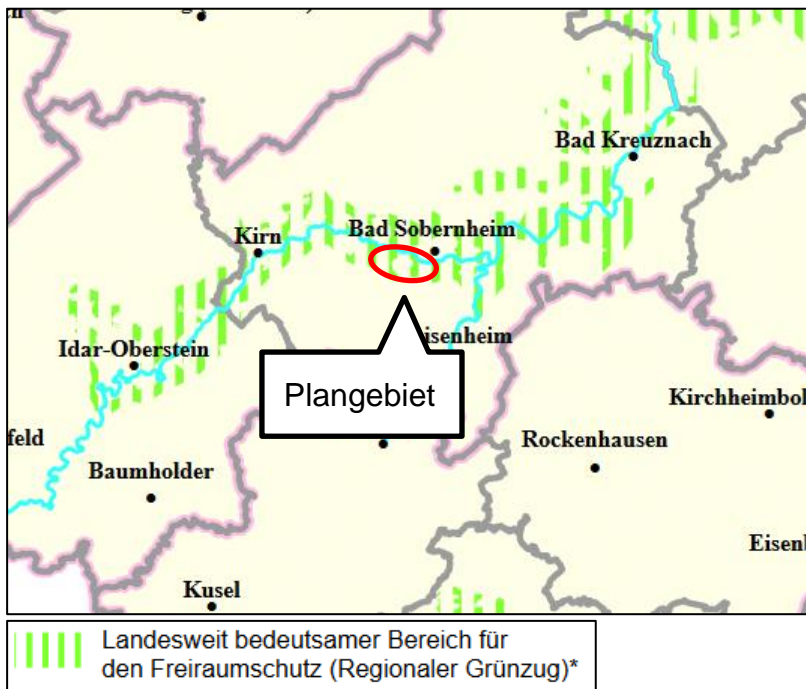 Bad Kreuznach
Bad Sobernheim
Kirn
isenheim
Idar-Oberstein
Plangebiet
Kirchheimbol
feld
Rockenhausen
Baumholder
Eisenb
Kusel
Landesweit bedeutsamer Bereich für
den Freiraumschutz (Regionaler Grünzug)*